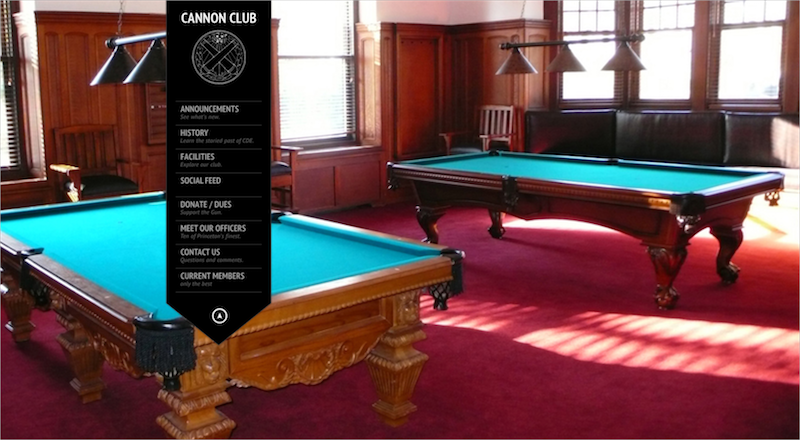 CANNON CLUB
ANNOUNCEMENTS
See what's new.
HISTORY
Learn the storied past of CDE.
FACILITIES
Explore our club.
SOCIAL FEED
DONATE / DUES
Support the Gun.
MEET OUR OFFICERS
Ten of Princeton's finest.
CONTACT US
Questions and comments.
CURRENT MEMBERS
only the best
A